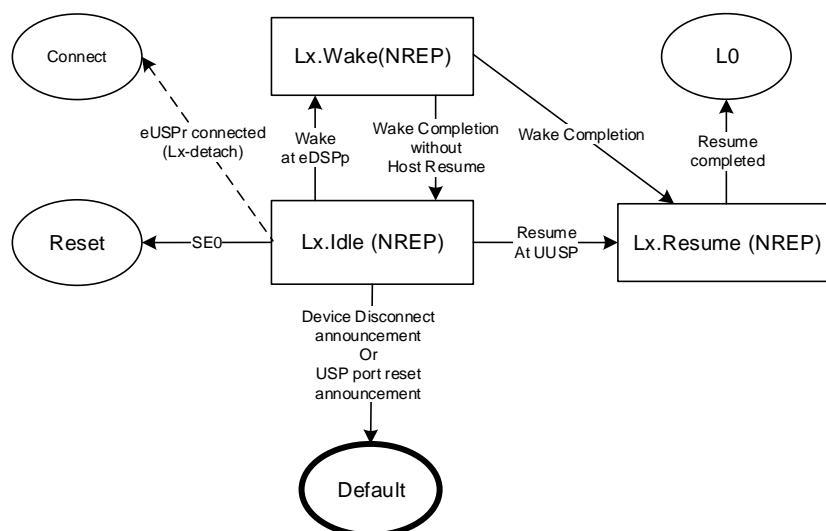 Connect
Lx.Wake(NREP)
L0
eUSPr connected
(Lx-detach)
Wake
at eDSPp
Wake Completion
without
Host Resume
Wake Completion
Resume
completed
Reset
SE0
Lx.Idle (NREP)
Resume
At UUSP
Lx.Resume (NREP)
Device Disconnect
announcement
Or
USP port reset
announcement
Default